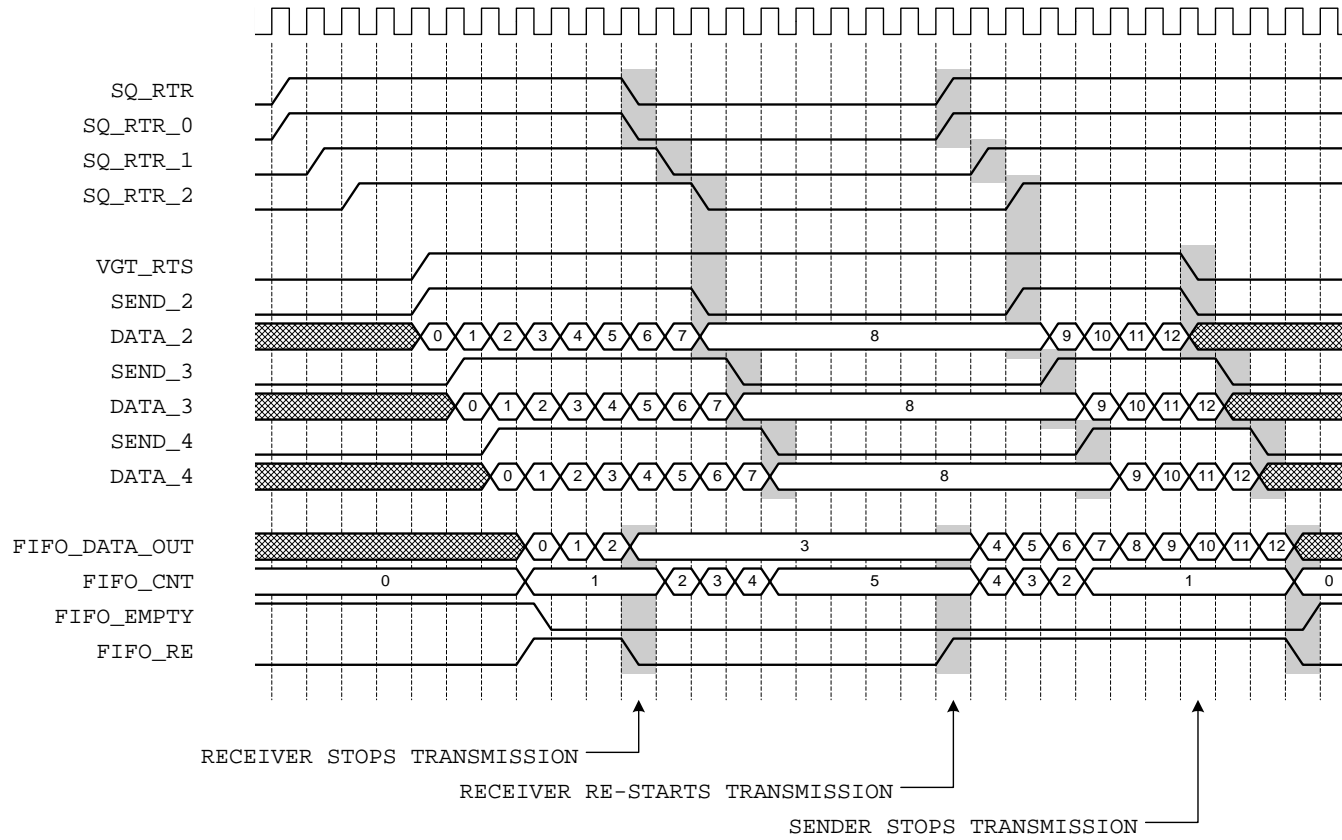 SQ_RTR
SQ_RTR_0
SQ_RTR_1
SQ_RTR_2
VGT_RTS
SEND_2
DATA_2 0 1 2 3 4 5 6 7 8 9 10 11 12
SEND_3
DATA_3 0 1 2 3 4 5 6 7 8 9 10 11 12
SEND_4
DATA_4 0 1 2 3 4 5 6 7 8 9 10 11 12
FIFO_DATA_OUT 0 1 2 3 4 5 6 7 8 9 10 11 12
FIFO_CNT 0 1 2 3 4 5 4 3 2 1 0
FIFO_EMPTY
FIFO_RE
RECEIVER STOPS TRANSMISSION
RECEIVER RE-STARTS TRANSMISSION
SENDER STOPS TRANSMISSION